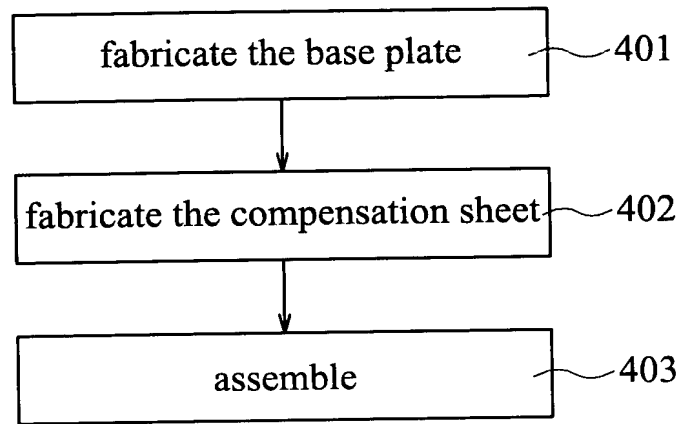 fabricate the base plate 401
fabricate the compensation sheet 402
assemble 403